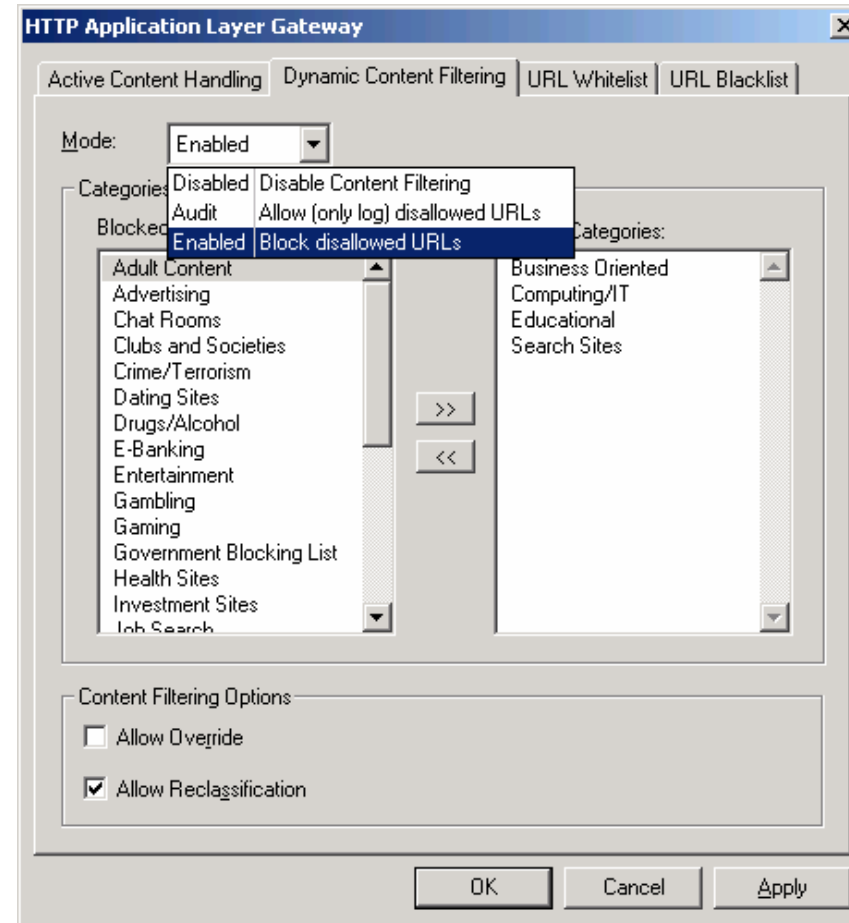 HTTP Application Layer Gateway
Active Content Handling
Dynamic Content Filtering
URL Whitelist
URL Blacklist
Mode:
Enabled
Disabled Disable Content Filtering
Audit Allow (only log) disallowed URLs
Enabled Block disallowed URLs
Categories
Blocked
Categories:
Adult Content
Advertising
Chat Rooms
Clubs and Societies
Crime/Terrorism
Dating Sites
Drugs/Alcohol
E-Banking
Entertainment
Gambling
Gaming
Government Blocking List
Health Sites
Investment Sites
Job Search
>>
<<
Business Oriented
Computing/IT
Educational
Search Sites
Content Filtering Options
Allow Override
Allow Reclassification
OK
Cancel
Apply